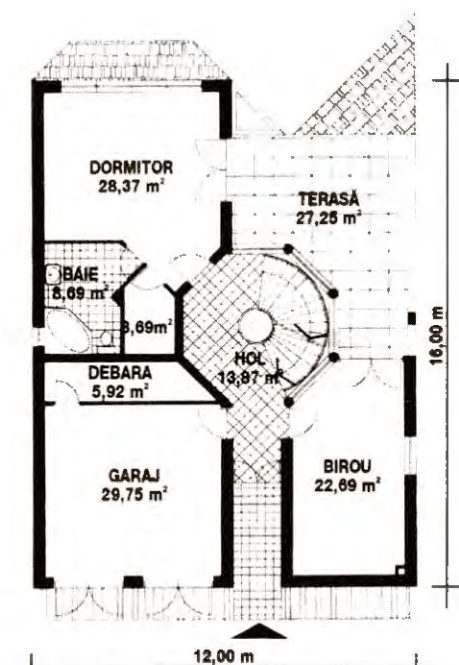 DORMITOR
28,37 m²
TERASĂ
27,25 m²
BAIE
8,69 m²
3,69m²
HOL
13,87 m²
DEBARA
5,92 m²
16,00 m
GARAJ
29,75 m²
BIROU
22,69 m²
12,00 m